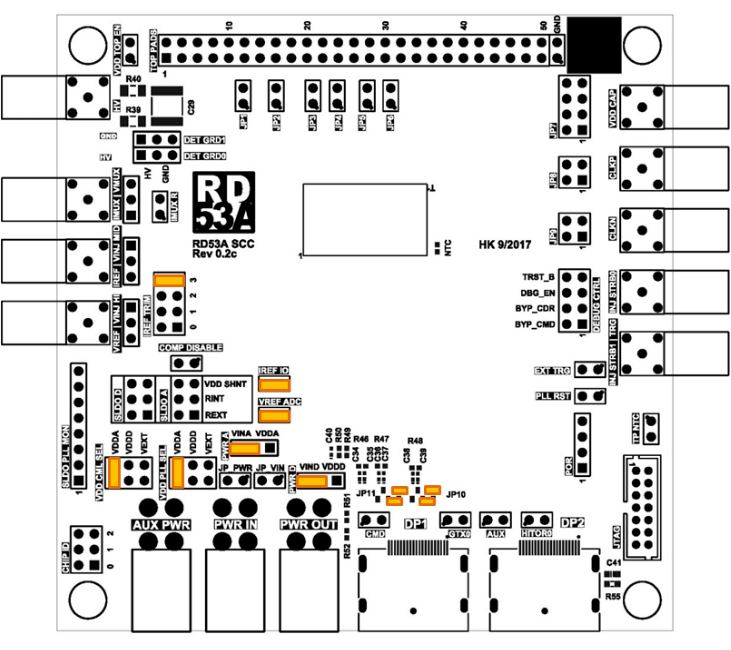 10 20 30 40 50
GND
VDD TOP EN
TOP PADS
1
R40
HV
R39
C29
JP1 JP2 JP3 JP4 JP5 JP6
JP7
1
VDD CAP
GND
DET GRD1
HV
DET GRD0
HV GND
JP8
1
CLKP
IMUX | VMUX
IMUX R
RD
53A
RD53A SCC
Rev 0.2c
1
NTC
HK 9/2017
JP9
1
CLKN
IREF | VINJ MID
TRST_B
DBG_EN
BYP_CDR
BYP_CMD
DEBUG CTRL
1
INJ STRB0
VREF | VINJ HI
IREF TRIM
3
2
1
0
INJ STRB1 | TRG
COMP DISABLE
EXT TRG
IREF IO
PLL RST
SLDO PLL MON
1
SLDO D
SLDO A
VDD SHNT
RINT
REXT
VREF ADC
TP NTC
VDDA
VDDD
VEXT
VDD CML SEL
VDDA
VDDD
VEXT
VDD PLL SEL
PWR A
VINA VDDA
JP_PWR
JP_VIN
PWR D
VIND VDDD
C40
R50
R49
R46
C34
C35
R47
C36
C37
R48
C38
C39
POR
1
JP11
JP10
R51
AUX PWR
PWR IN
PWR OUT
DP1
DP2
CMD
GTX0
AUX
HITOR0
R52
CHIP ID
2
1
0
JTAG
C41
R55